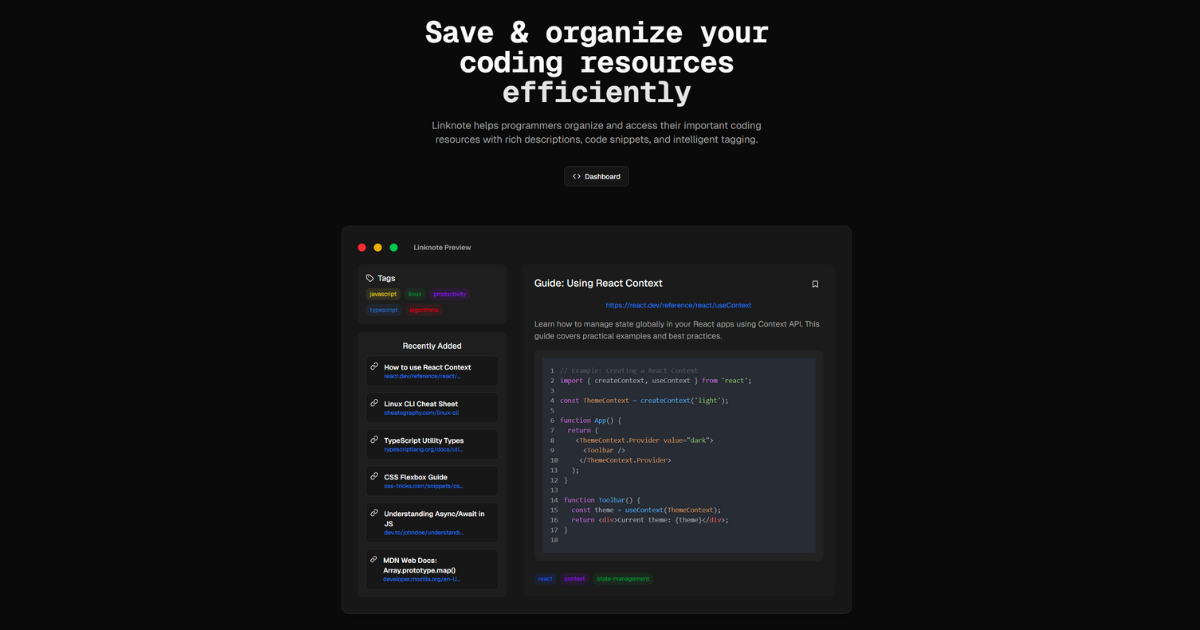 Save & organize your
coding resources
efficiently
Linknote helps programmers organize and access their important coding
resources with rich descriptions, code snippets, and intelligent tagging.
<> Dashboard
Linknote Preview
Tags
javascript linux productivity
typescript algorithms
Recently Added
How to use React Context
react.dev/reference/react/...
Linux CLI Cheat Sheet
cheatography.com/linux-cli
TypeScript Utility Types
typescriptlang.org/docs/uti...
CSS Flexbox Guide
css-tricks.com/snippets/cs...
Understanding Async/Await in
JS
dev.to/johndoe/understandi...
MDN Web Docs:
Array.prototype.map()
developer.mozilla.org/en-U...
Guide: Using React Context
https://react.dev/reference/react/useContext
Learn how to manage state globally in your React apps using Context API. This
guide covers practical examples and best practices.
1 // Example: Creating a React Context
2 import { createContext, useContext } from 'react';
3
4 const ThemeContext = createContext('light');
5
6 function App() {
7 return (
8 <ThemeContext.Provider value="dark">
9 <Toolbar />
10 </ThemeContext.Provider>
11 );
12 }
13
14 function Toolbar() {
15 const theme = useContext(ThemeContext);
16 return <div>Current theme: {theme}</div>;
17 }
18
react context state-management